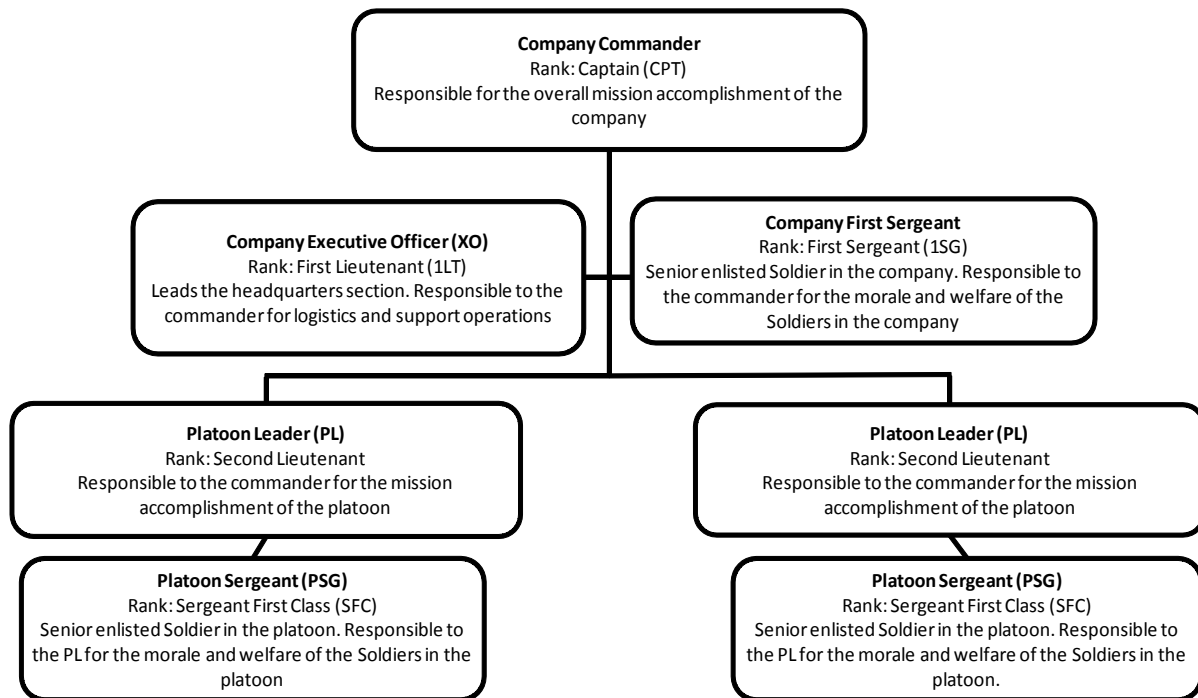 Company Commander
Rank: Captain (CPT)
Responsible for the overall mission accomplishment of the
company
Company Executive Officer (XO)
Rank: First Lieutenant (1LT)
Leads the headquarters section. Responsible to the
commander for logistics and support operations
Company First Sergeant
Rank: First Sergeant (1SG)
Senior enlisted Soldier in the company. Responsible to
the commander for the morale and welfare of the
Soldiers in the company
Platoon Leader (PL)
Rank: Second Lieutenant
Responsible to the commander for the mission
accomplishment of the platoon
Platoon Leader (PL)
Rank: Second Lieutenant
Responsible to the commander for the mission
accomplishment of the platoon
Platoon Sergeant (PSG)
Rank: Sergeant First Class (SFC)
Senior enlisted Soldier in the platoon. Responsible to
the PL for the morale and welfare of the Soldiers in the
platoon
Platoon Sergeant (PSG)
Rank: Sergeant First Class (SFC)
Senior enlisted Soldier in the platoon. Responsible to
the PL for the morale and welfare of the Soldiers in the
platoon.